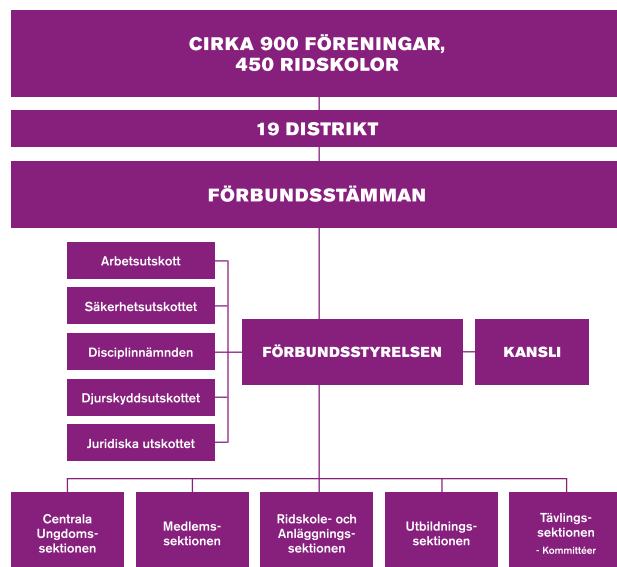 CIRKA 900 FÖRENINGAR,
450 RIDSKOLOR
19 DISTRIKT
FÖRBUNDSSTÄMMAN
Arbetsutskott
Säkerhetsutskottet
Disciplinnämnden
Djurskyddsutskottet
Juridiska utskottet
FÖRBUNDSSTYRELSEN
KANSLI
Centrala
Ungdoms-
sektionen
Medlems-
sektionen
Ridskole- och
Anläggnings-
sektionen
Utbildnings-
sektionen
Tävlings-
sektionen
- Kommittéer